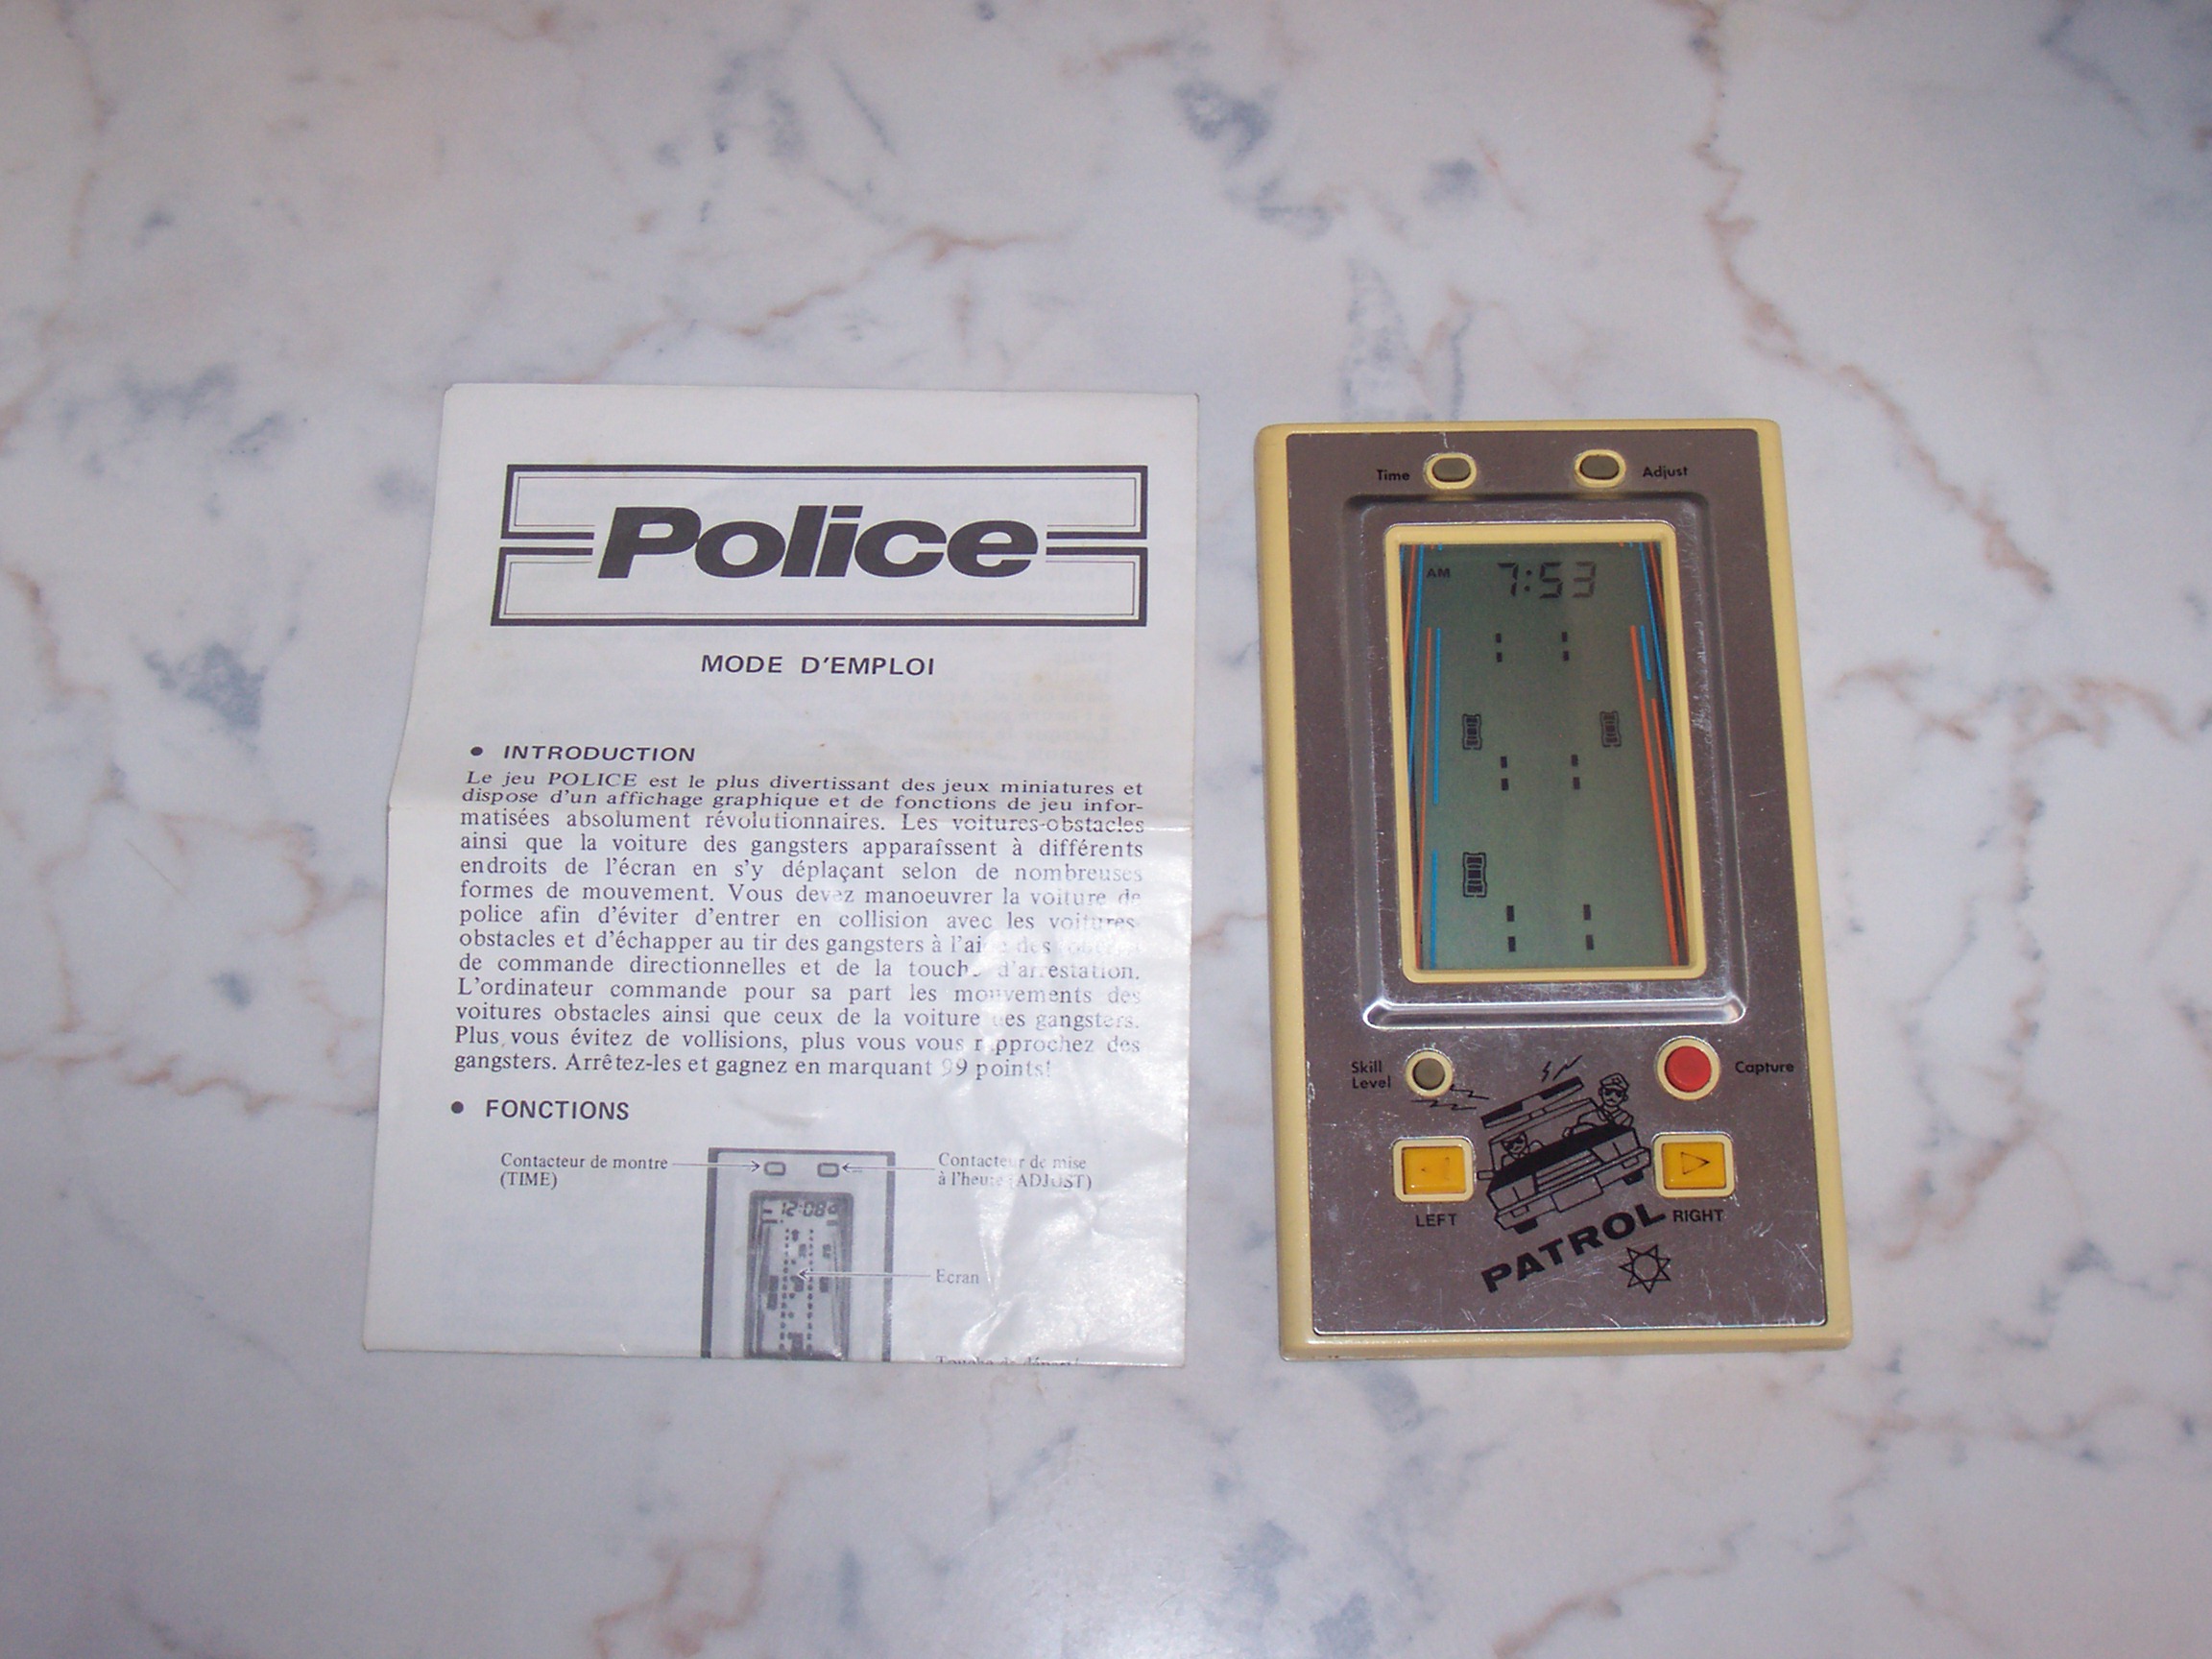 Police
MODE D'EMPLOI
• INTRODUCTION
Le jeu POLICE est le plus divertissant des jeux miniatures et
dispose d'un affichage graphique et de fonctions de jeu infor-
matisées absolument révolutionnaires. Les voitures-obstacles
ainsi que la voiture des gangsters apparaîssent à différents
endroits de l'écran en s'y déplaçant selon de nombreuses
formes de mouvement. Vous devez manoeuvrer la voiture de
police afin d'éviter d'entrer en collision avec les voitures-
obstacles et d'échapper au tir des gangsters à l'aide des
de commande directionnelles et de la touche d'arrestation.
L'ordinateur commande pour sa part les mouvements des
voitures obstacles ainsi que ceux de la voiture des gangsters.
Plus vous évitez de vollisions, plus vous vous rapprochez des
gangsters. Arrêtez-les et gagnez en marquant 99 points!
• FONCTIONS
Contacteur de montre
(TIME)
Contacteur de mise
à l'heure (ADJUST)
12:08
Ecran
Time
Adjust
AM 7:53
Skill
Level
Capture
LEFT
RIGHT
PATROL